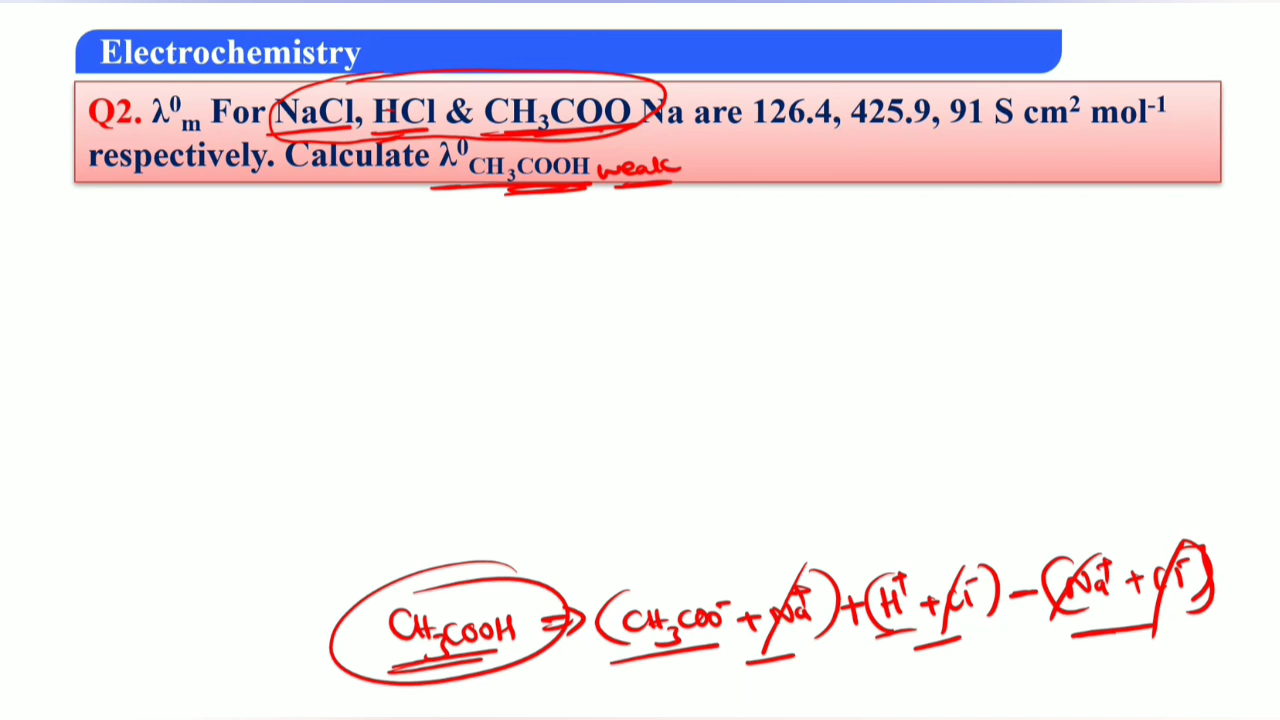 Electrochemistry
Q2. λ⁰ₘ For NaCl, HCl & CH₃COO Na are 126.4, 425.9, 91 S cm² mol⁻¹
respectively. Calculate λ⁰CH₃COOH weak
CH₃COOH ⇒ (CH₃COO⁻ + Na⁺) + (H⁺ + Cl⁻) − (Na⁺ + Cl⁻)